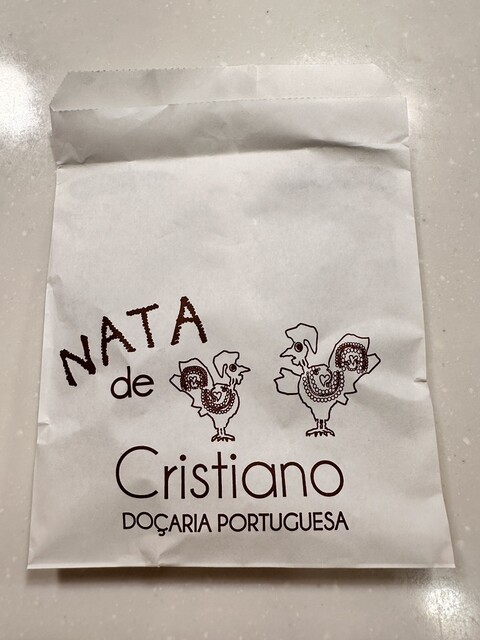 NATA
de
Cristiano
DOÇARIA PORTUGUESA